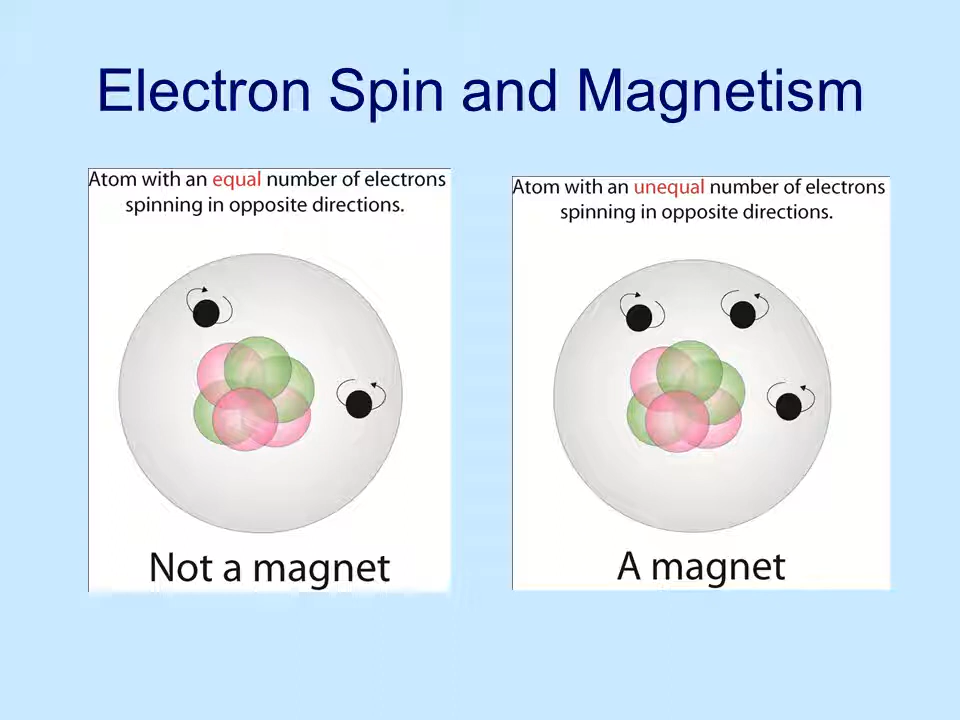 Electron Spin and Magnetism
Atom with an equal number of electrons
spinning in opposite directions.
Not a magnet
Atom with an unequal number of electrons
spinning in opposite directions.
A magnet